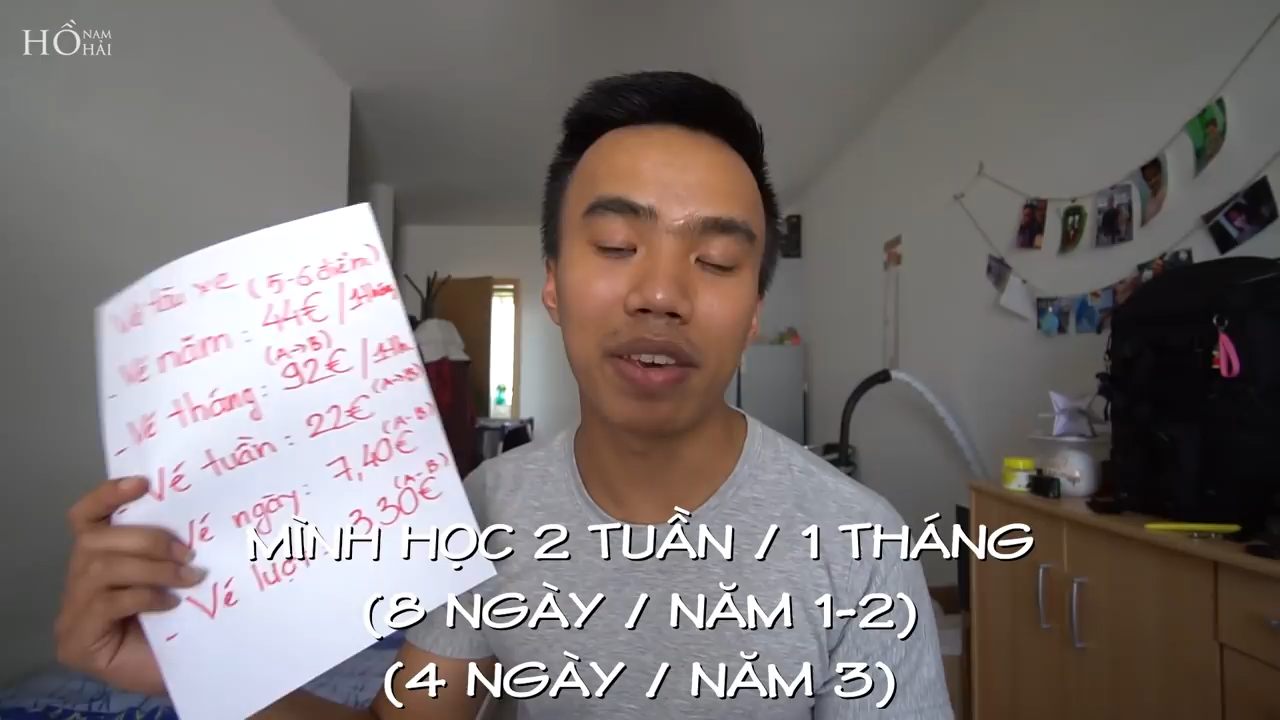 HỒ NAM HẢI
Vé tàu xe (5-6 điểm)
- Vé năm: 44€ /1 tháng
(A->B)
- Vé tháng: 92€ /1
(A->B)
- Vé tuần: 22€
(A-B)
- Vé ngày: 7,40€
(A-B)
- Vé lượt 3,30€
MÌNH HỌC 2 TUẦN / 1 THÁNG
(8 NGÀY / NĂM 1-2)
(4 NGÀY / NĂM 3)